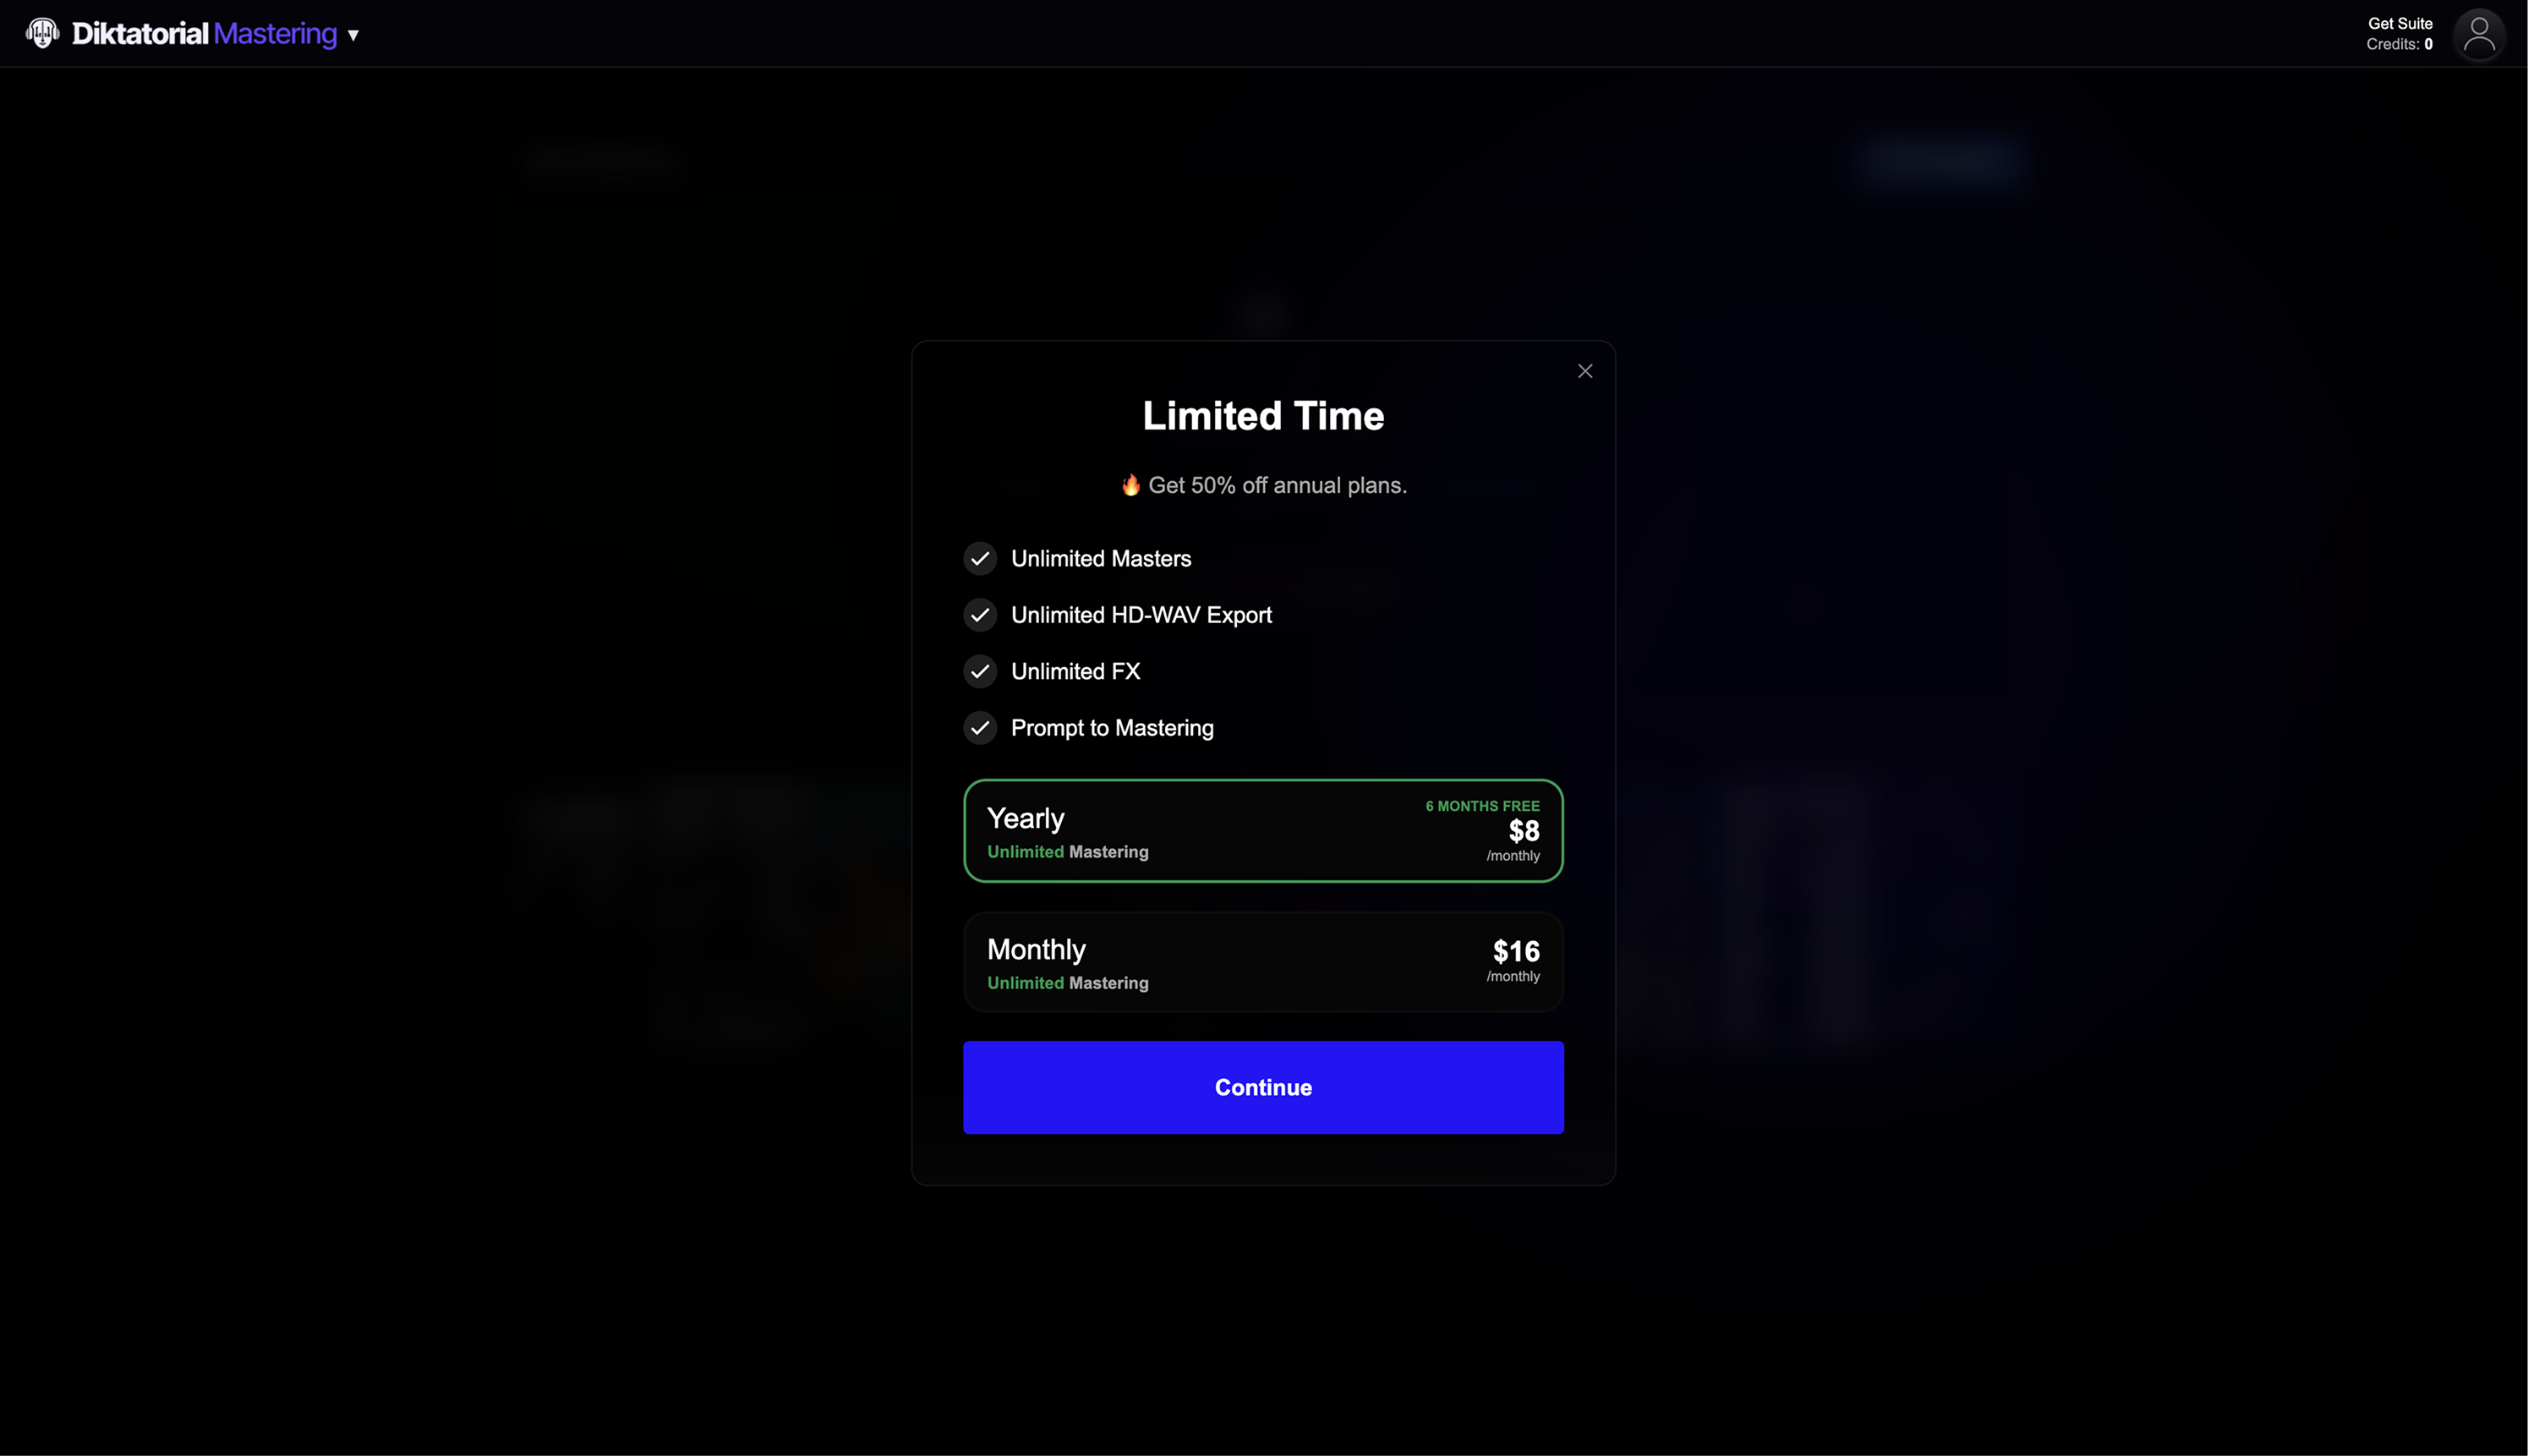 Diktatorial Mastering ▼
Get Suite
Credits: 0
Limited Time
🔥 Get 50% off annual plans.
Unlimited Masters
Unlimited HD-WAV Export
Unlimited FX
Prompt to Mastering
Yearly
Unlimited Mastering
6 MONTHS FREE
$8
/monthly
Monthly
Unlimited Mastering
$16
/monthly
Continue